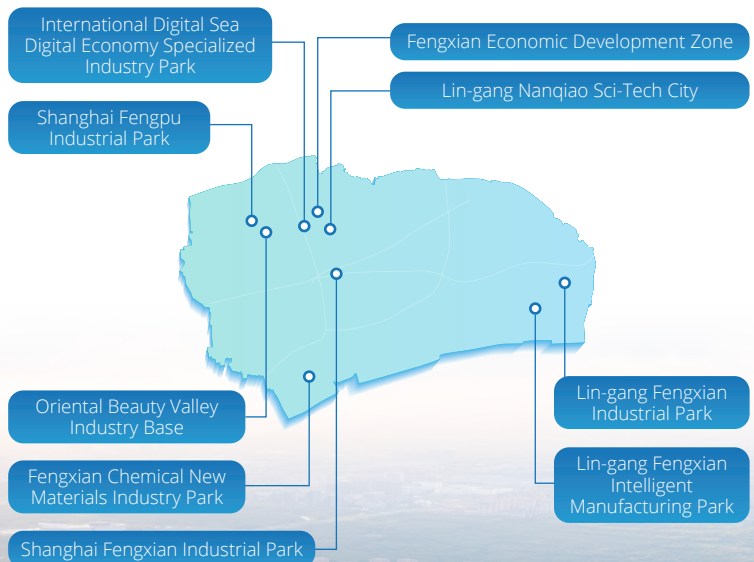 International Digital Sea
Digital Economy Specialized
Industry Park
Fengxian Economic Development Zone
Lin-gang Nanqiao Sci-Tech City
Shanghai Fengpu
Industrial Park
Oriental Beauty Valley
Industry Base
Lin-gang Fengxian
Industrial Park
Fengxian Chemical New
Materials Industry Park
Lin-gang Fengxian
Intelligent
Manufacturing Park
Shanghai Fengxian Industrial Park